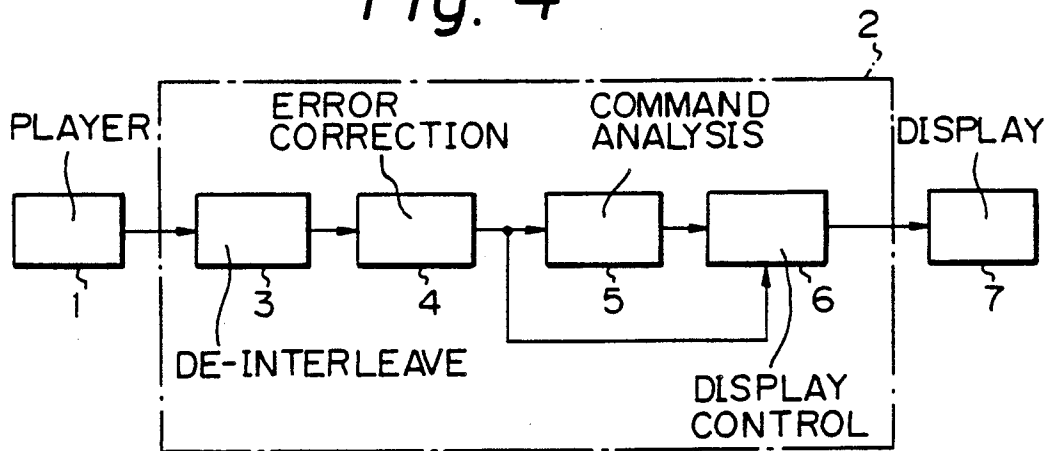 Fig. 4
2
PLAYER
ERROR
CORRECTION
COMMAND
ANALYSIS
DISPLAY
1
3
4
5
6
7
DE-INTERLEAVE
DISPLAY
CONTROL